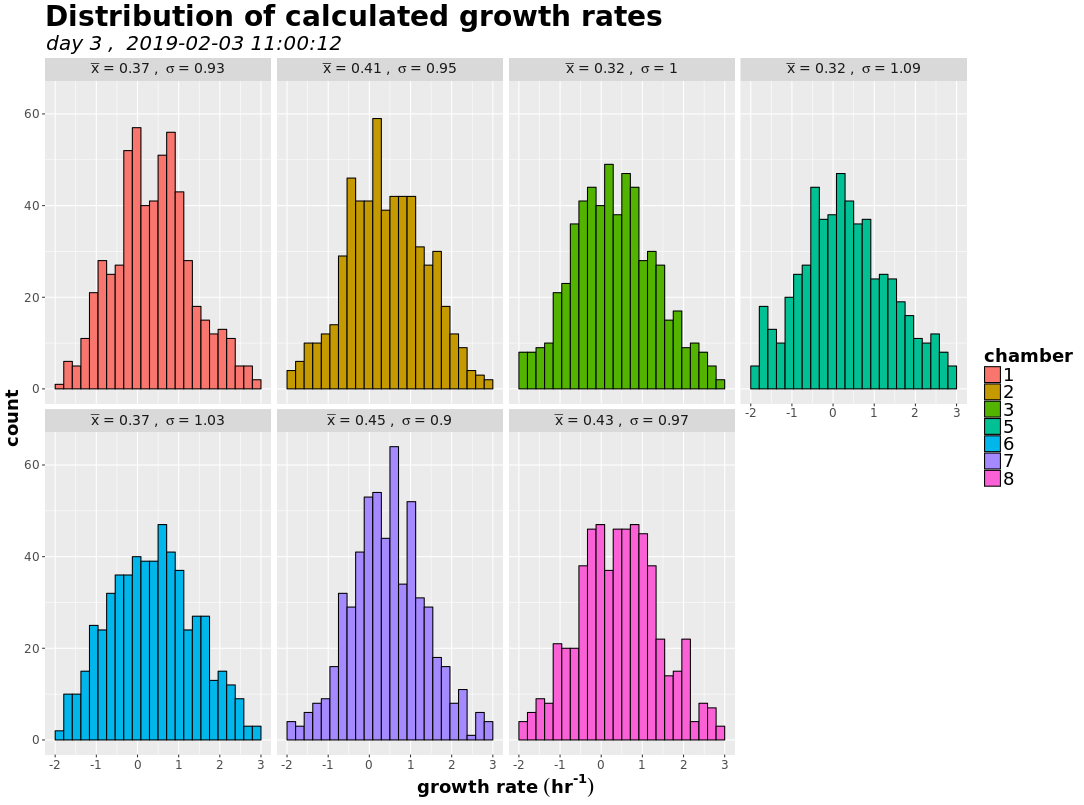 Distribution of calculated growth rates
day 3 ,  2019-02-03 11:00:12
x̅ = 0.37 ,  σ = 0.93
x̅ = 0.41 ,  σ = 0.95
x̅ = 0.32 ,  σ = 1
x̅ = 0.32 ,  σ = 1.09
60
40
20
0
-2 -1 0 1 2 3
x̅ = 0.37 ,  σ = 1.03
x̅ = 0.45 ,  σ = 0.9
x̅ = 0.43 ,  σ = 0.97
60
40
20
0
-2 -1 0 1 2 3
-2 -1 0 1 2 3
-2 -1 0 1 2 3
count
growth rate (hr⁻¹)
chamber
1
2
3
5
6
7
8